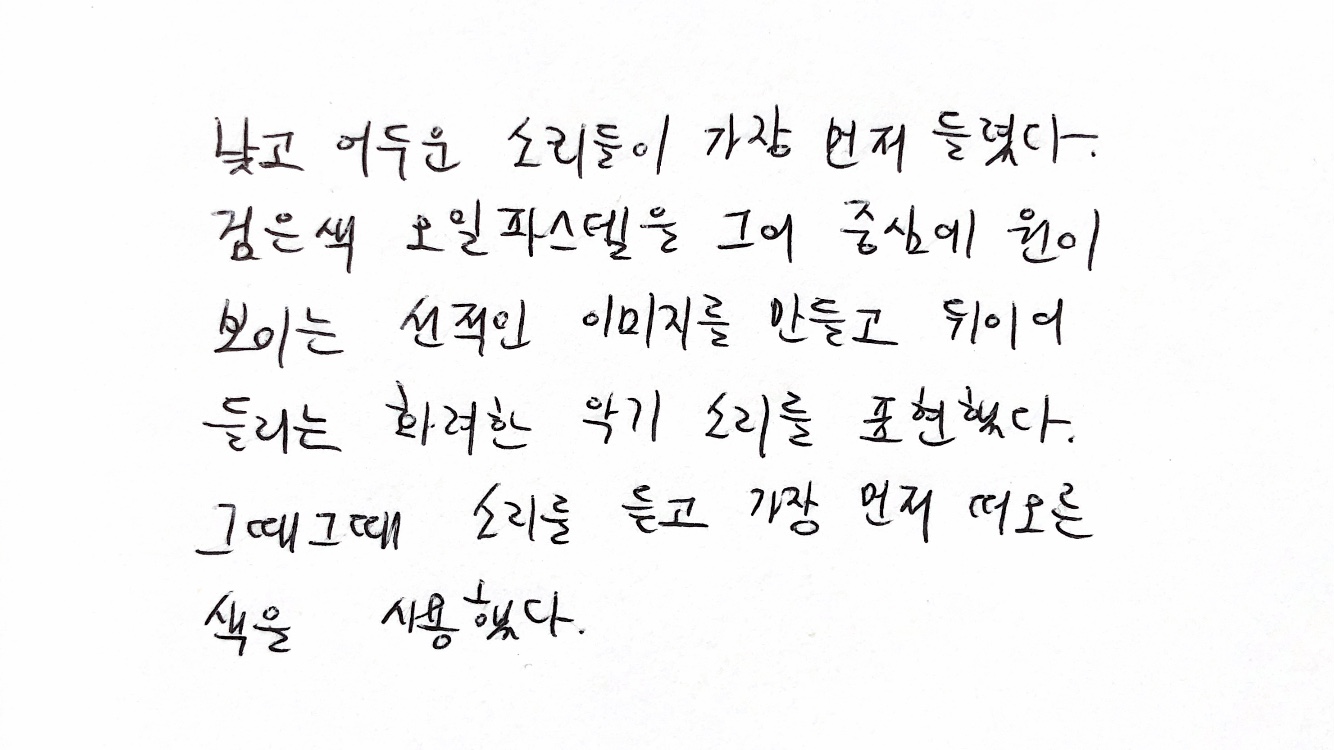 낮고 어두운 소리들이 가장 먼저 들렸다.
검은색 오일파스텔을 그어 중심에 원이
보이는 선적인 이미지를 만들고 뒤이어
들리는 화려한 악기 소리를 표현했다.
그때그때 소리를 듣고 가장 먼저 떠오른
색을 사용했다.